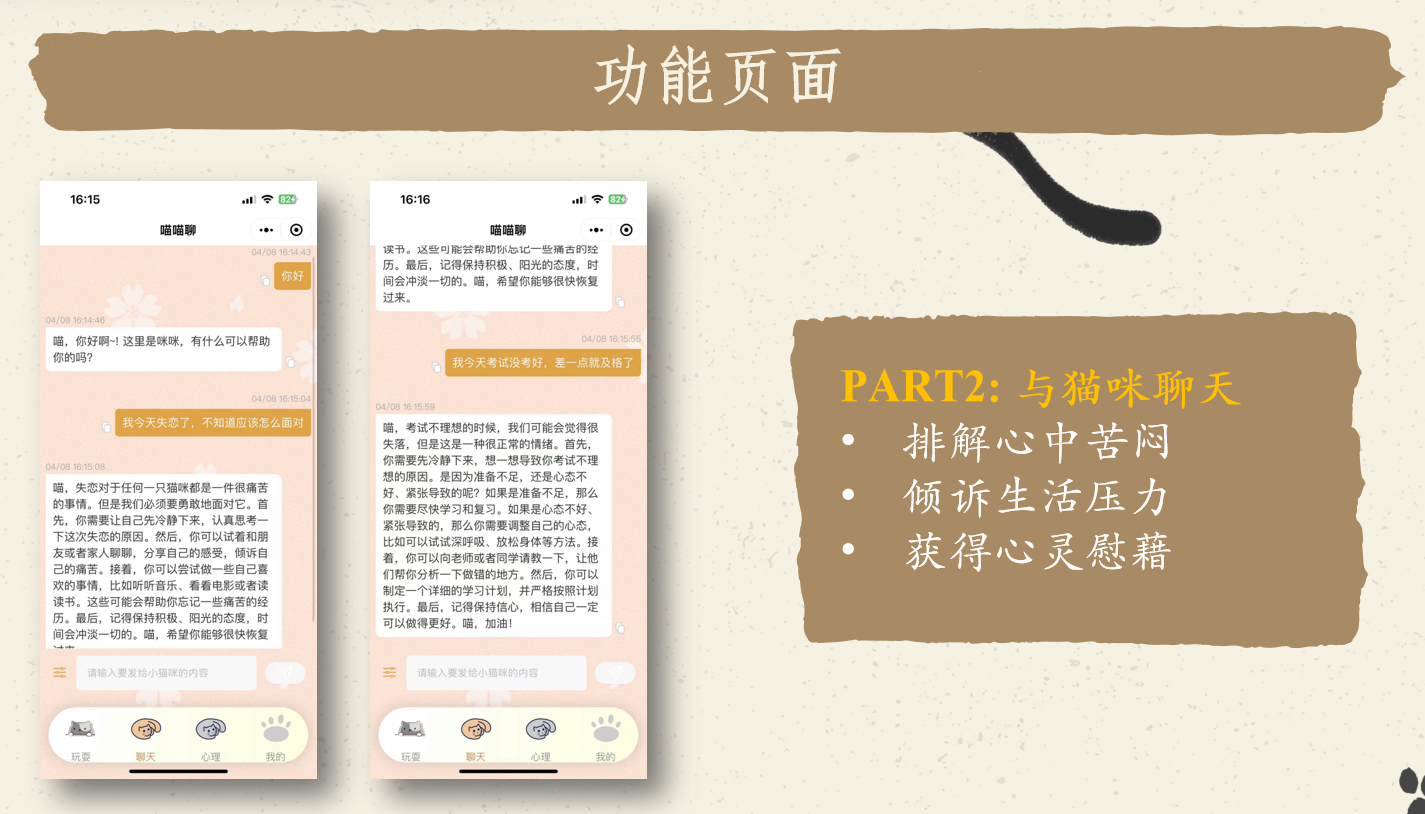 功能页面
16:15
82
喵喵聊
04/08 16:14:43
你好
04/08 16:14:46
喵，你好啊~! 这里是咪咪，有什么可以帮助
你的吗?
04/08 16:15:04
我今天失恋了，不知道应该怎么面对
04/08 16:15:08
喵，失恋对于任何一只猫咪都是一件很痛苦
的事情。但是我们必须要勇敢地面对它。首
先，你需要让自己先冷静下来，认真思考一
下这次失恋的原因。然后，你可以试着和朋
友或者家人聊聊，分享自己的感受，倾诉自
己的痛苦。接着，你可以尝试做一些自己喜
欢的事情，比如听听音乐、看看电影或者读
读书。这些可能会帮助你忘记一些痛苦的经
历。最后，记得保持积极、阳光的态度，时
间会冲淡一切的。喵，希望你能够很快恢复
请输入要发给小猫咪的内容
玩耍
聊天
心理
我的
16:16
82
喵喵聊
读书。这些可能会帮助你忘记一些痛苦的经
历。最后，记得保持积极、阳光的态度，时
间会冲淡一切的。喵，希望你能够很快恢复
过来。
04/08 16:15:55
我今天考试没考好，差一点就及格了
04/08 16:15:59
喵，考试不理想的时候，我们可能会觉得很
失落，但是这是一种很正常的情绪。首先，
你需要先冷静下来，想一想导致你考试不理
想的原因。是因为准备不足，还是心态不
好、紧张导致的呢？如果是准备不足，那么
你需要尽快学习和复习。如果是心态不好、
紧张导致的，那么你需要调整自己的心态，
比如可以试试深呼吸、放松身体等方法。接
着，你可以向老师或者同学请教一下，让他
们帮你分析一下做错的地方。然后，你可以
制定一个详细的学习计划，并严格按照计划
执行。最后，记得保持信心，相信自己一定
可以做得更好。喵，加油！
请输入要发给小猫咪的内容
玩耍
聊天
心理
我的
PART2: 与猫咪聊天
• 排解心中苦闷
• 倾诉生活压力
• 获得心灵慰藉